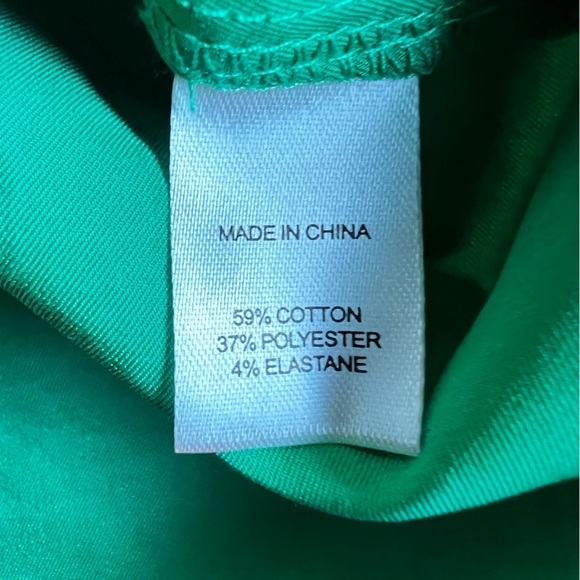 MADE IN CHINA
59% COTTON
37% POLYESTER
4% ELASTANE